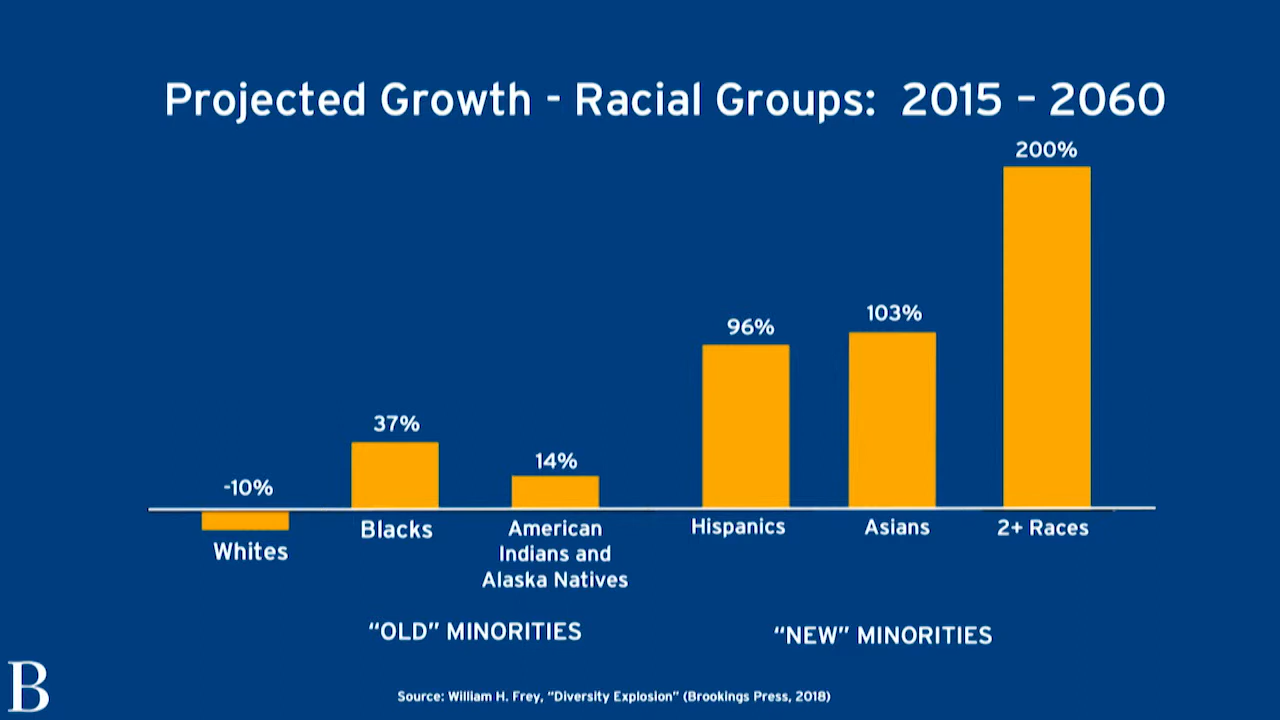 Projected Growth - Racial Groups: 2015 – 2060
200%
103%
96%
37%
14%
-10%
Whites
Blacks
American
Indians and
Alaska Natives
Hispanics
Asians
2+ Races
“OLD” MINORITIES
“NEW” MINORITIES
B
Source: William H. Frey, “Diversity Explosion” (Brookings Press, 2018)